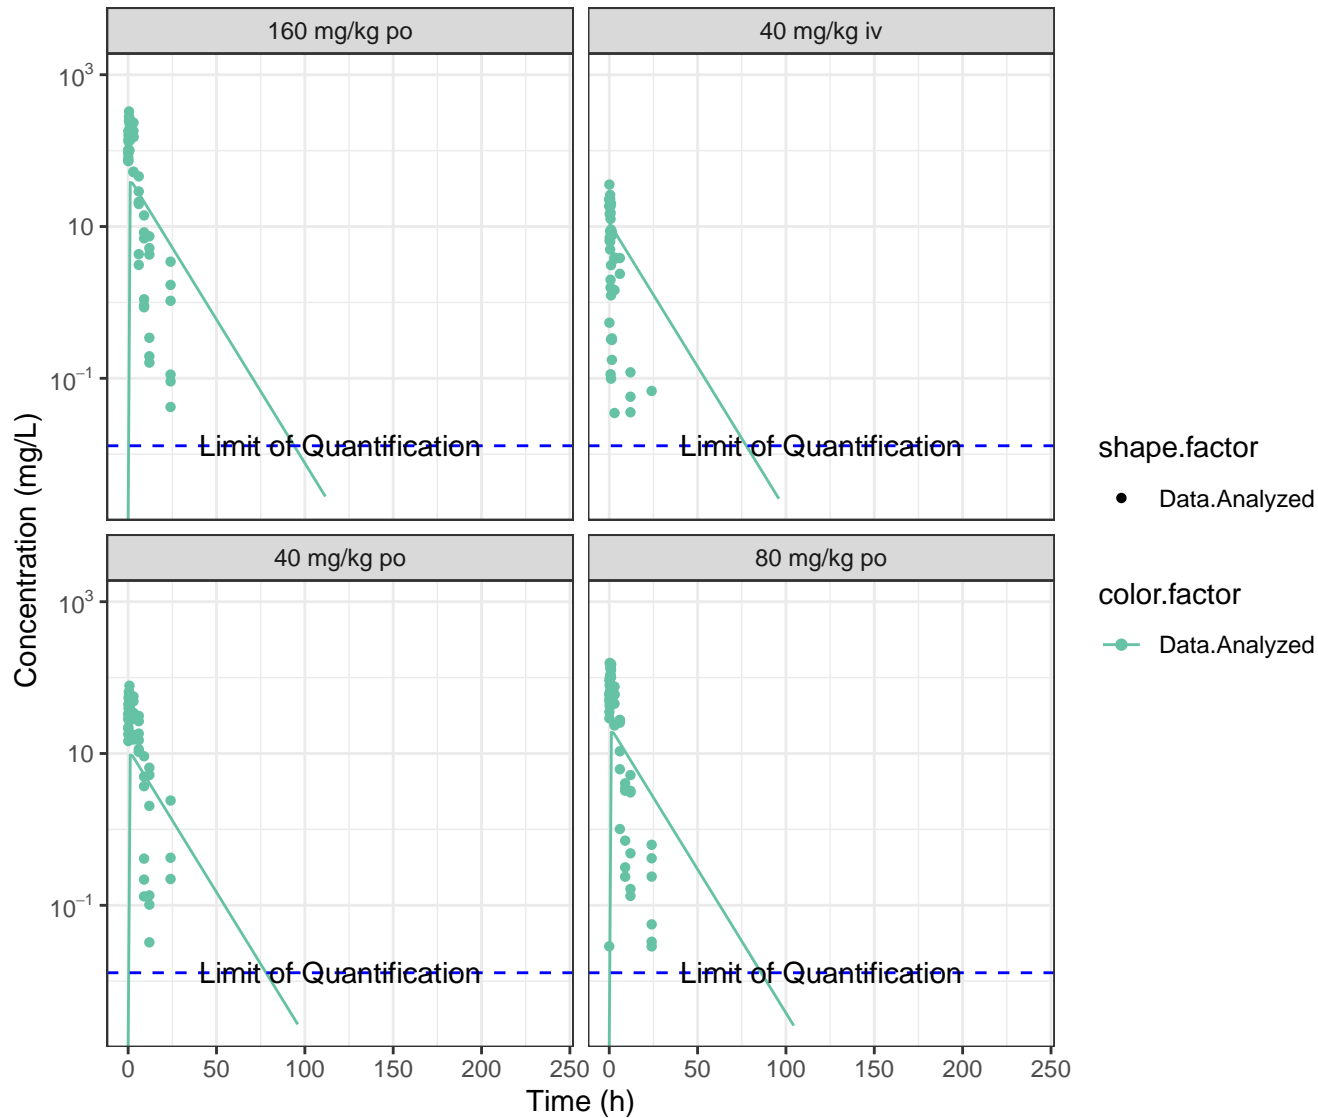 160 mg/kg po
40 mg/kg iv
10³
10
10⁻¹
Limit of Quantification
Limit of Quantification
40 mg/kg po
80 mg/kg po
10³
10
10⁻¹
Limit of Quantification
Limit of Quantification
0 50 100 150 200 250
0 50 100 150 200 250
Time (h)
Concentration (mg/L)
shape.factor
Data.Analyzed
color.factor
Data.Analyzed